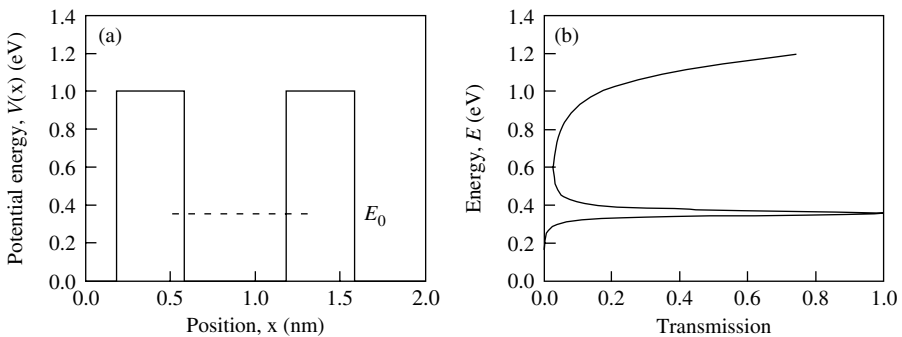 (a)
Potential energy, V(x) (eV)
1.4
1.2
1.0
0.8
0.6
0.4
0.2
0.0
E0
0.0 0.5 1.0 1.5 2.0
Position, x (nm)
(b)
Energy, E (eV)
1.4
1.2
1.0
0.8
0.6
0.4
0.2
0.0
0.0 0.2 0.4 0.6 0.8 1.0
Transmission